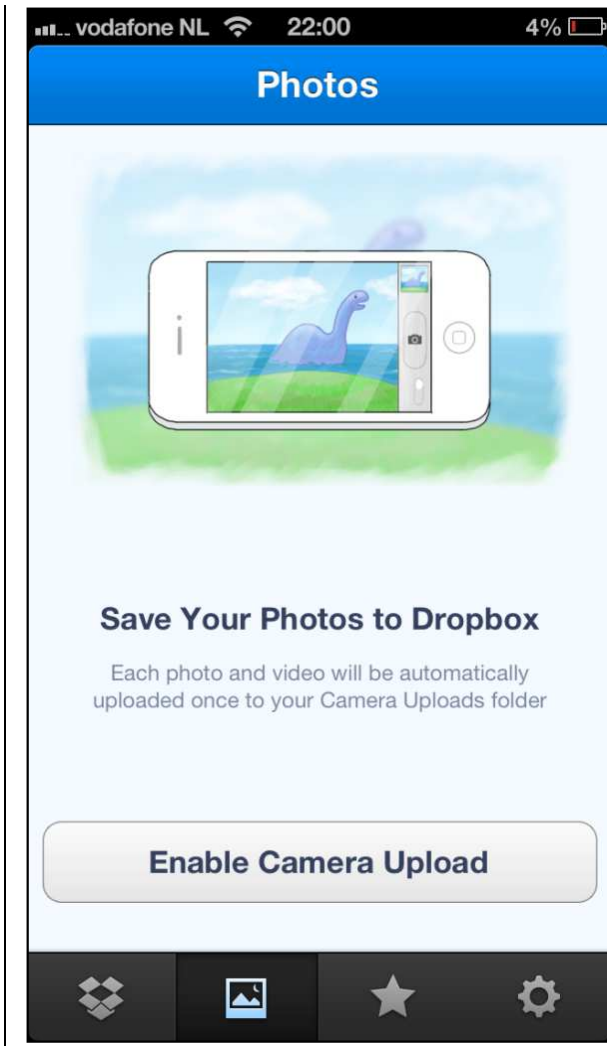 vodafone NL 22:00 4%
Photos
Save Your Photos to Dropbox
Each photo and video will be automatically
uploaded once to your Camera Uploads folder
Enable Camera Upload